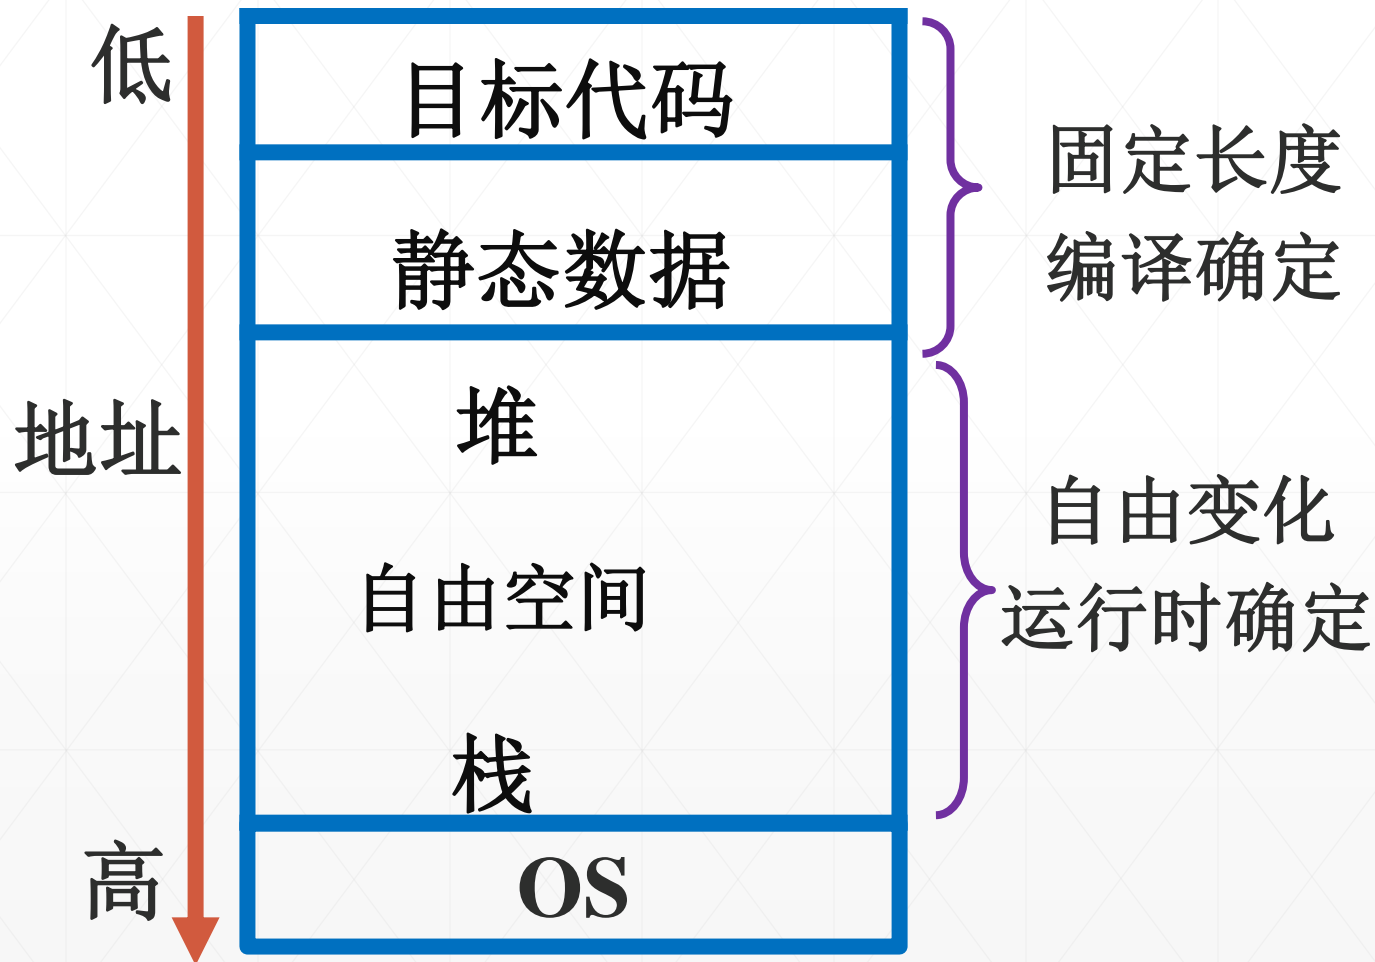 低
目标代码
固定长度
静态数据
编译确定
堆
地址
自由变化
自由空间
运行时确定
栈
高
OS